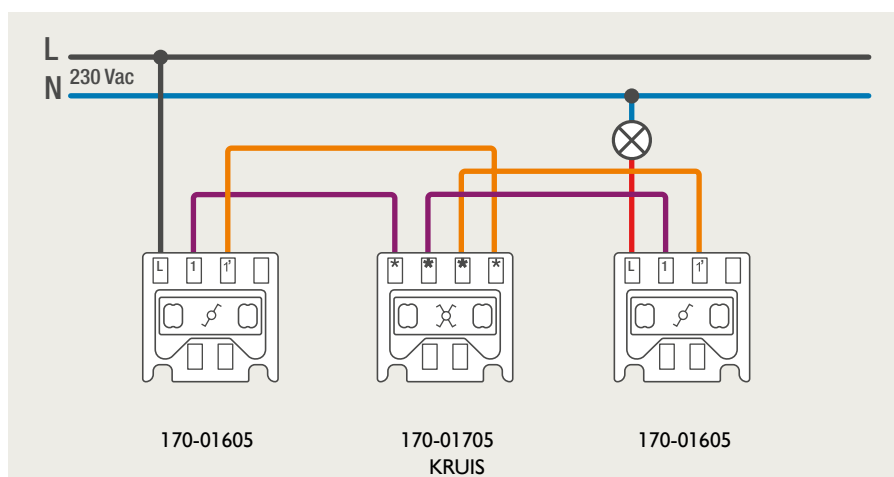 L
230 Vac
N
L 1 1' * * * * L 1 1'
170-01605 170-01705 170-01605
KRUIS